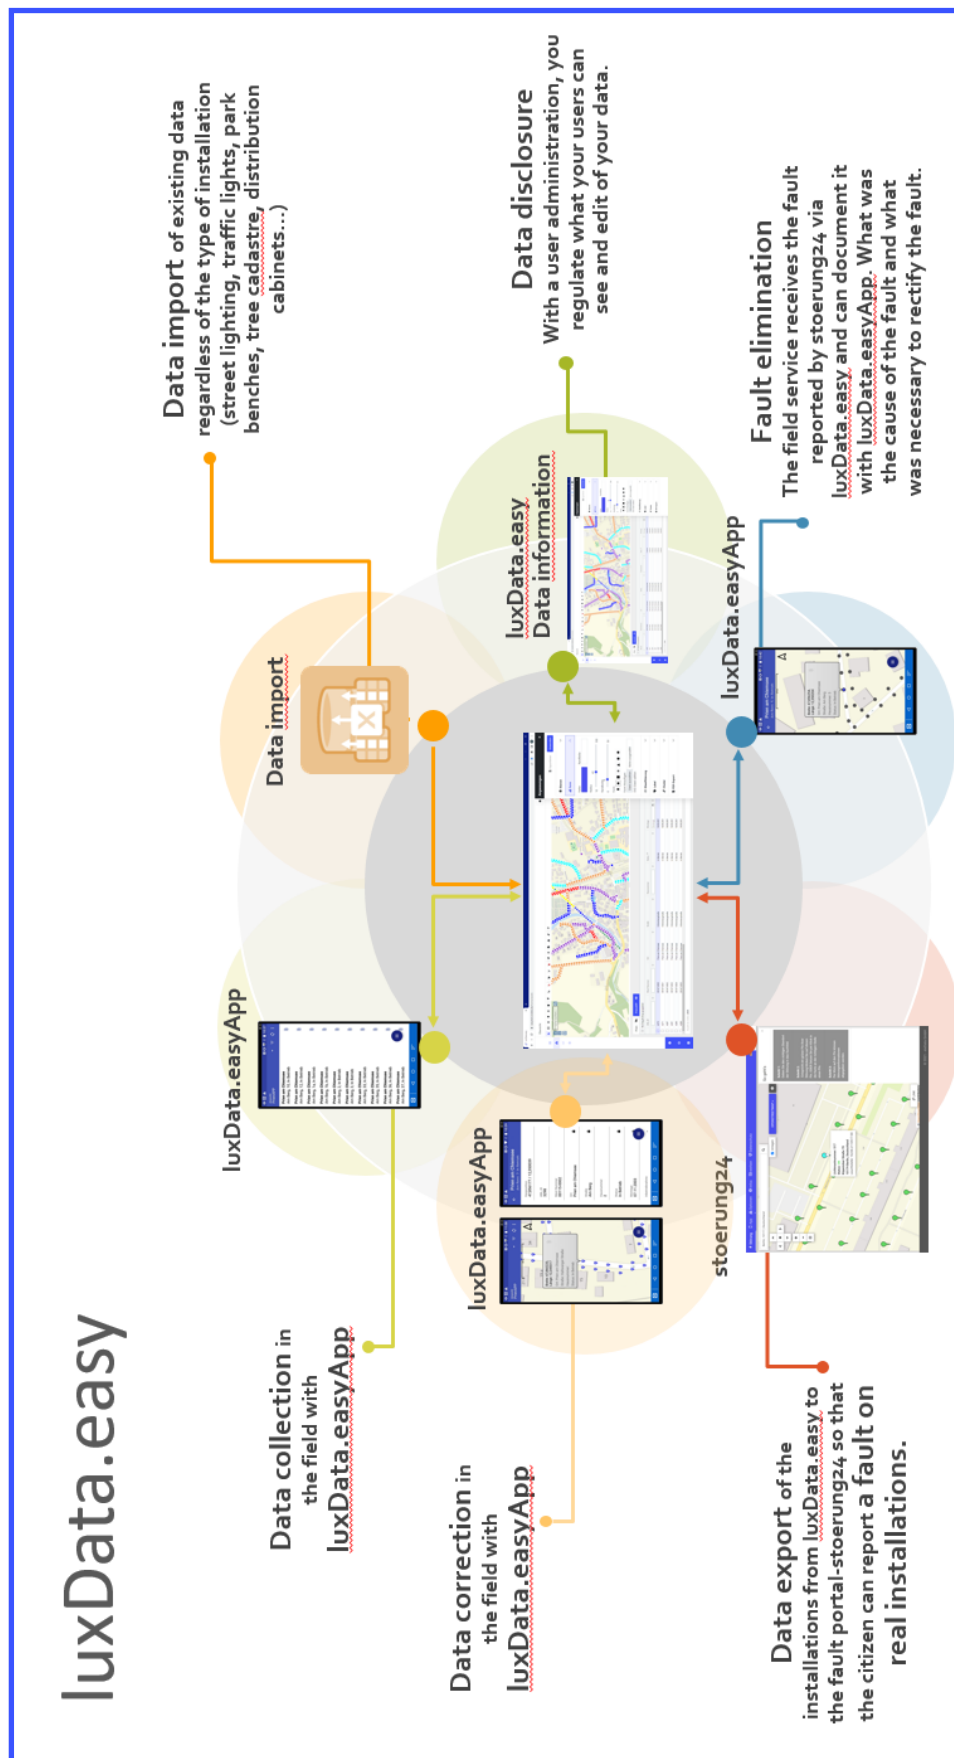 luxData.easy
Data collection in
the field with
luxData.easyApp
Data correction in
the field with
luxData.easyApp
Data export of the
installations from luxData.easy to
the fault portal-stoerung24 so that
the citizen can report a fault on
real installations.
luxData.easyApp
luxData.easyApp
stoerung24
Data import
luxData.easy
Data information
luxData.easyApp
Data import of existing data
regardless of the type of installation
(street lighting, traffic lights, park
benches, tree cadastre, distribution
cabinets...)
Data disclosure
With a user administration, you
regulate what your users can
see and edit of your data.
Fault elimination
The field service receives the fault
reported by stoerung24 via
luxData.easy and can document it
with luxData.easyApp. What was
the cause of the fault and what
was necessary to rectify the fault.